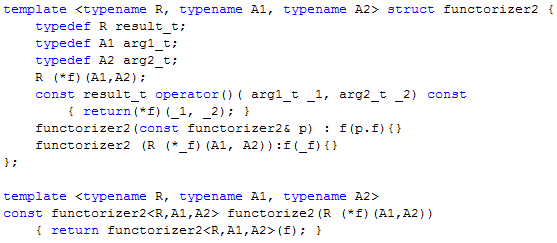 template <typename R, typename A1, typename A2> struct functorizer2 {
    typedef R result_t;
    typedef A1 arg1_t;
    typedef A2 arg2_t;
    R (*f)(A1,A2);
    const result_t operator()( arg1_t _1, arg2_t _2) const
        { return(*f)(_1, _2); }
    functorizer2(const functorizer2& p) : f(p.f){}
    functorizer2 (R (*_f)(A1, A2)):f(_f){}
};
template <typename R, typename A1, typename A2>
const functorizer2<R,A1,A2> functorize2(R (*f)(A1,A2))
    { return functorizer2<R,A1,A2>(f); }